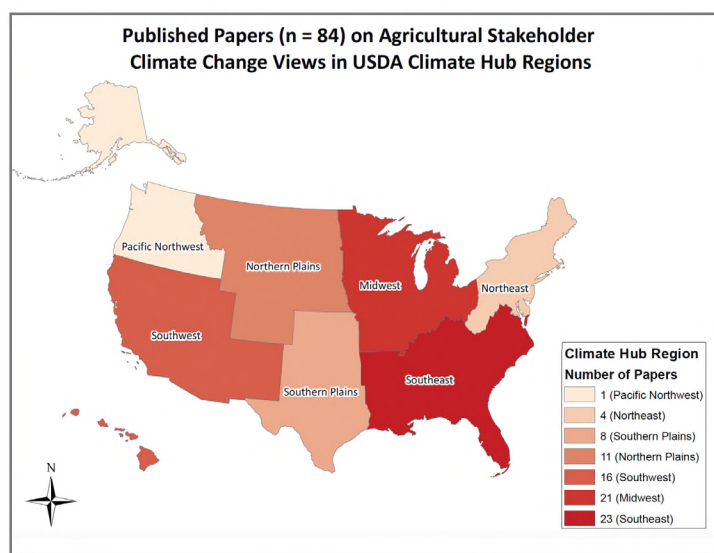 Published Papers (n = 84) on Agricultural Stakeholder
Climate Change Views in USDA Climate Hub Regions
Pacific Northwest
Northern Plains
Midwest
Northeast
Southwest
Southern Plains
Southeast
Climate Hub Region
Number of Papers
1 (Pacific Northwest)
4 (Northeast)
8 (Southern Plains)
11 (Northern Plains)
16 (Southwest)
21 (Midwest)
23 (Southeast)
N